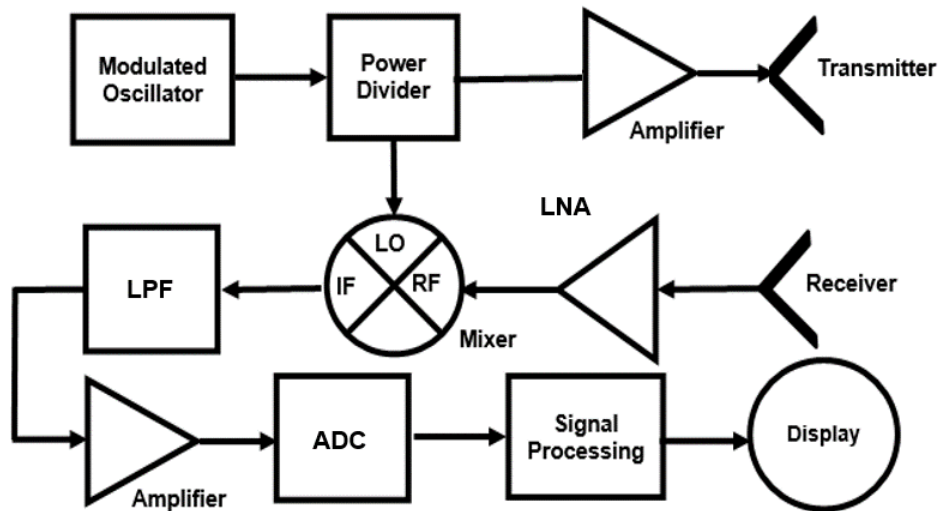 Modulated
Oscillator
Power
Divider
Amplifier
Transmitter
LNA
LO
IF
RF
Mixer
LPF
Receiver
Amplifier
ADC
Signal
Processing
Display